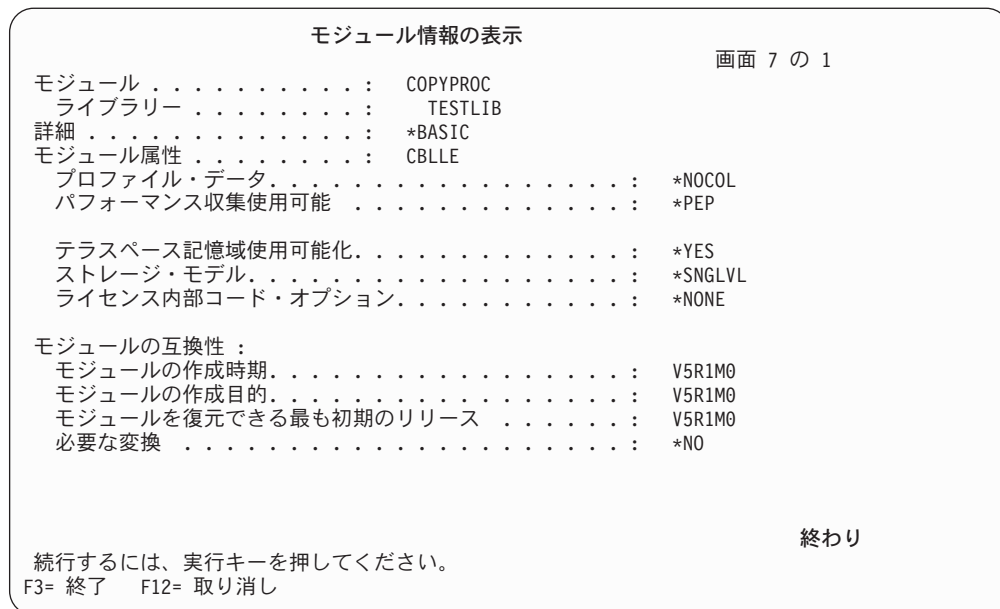 モジュール情報の表示
画面 7 の 1
モジュール . . . . . . . . . . : COPYPROC
ライブラリー . . . . . . . . : TESTLIB
詳細 . . . . . . . . . . . . . : *BASIC
モジュール属性 . . . . . . . . : CBLLE
プロファイル・データ. . . . . . . . . . . . . . . . . : *NOCOL
パフォーマンス収集使用可能 . . . . . . . . . . . . . : *PEP
テラスペース記憶域使用可能化. . . . . . . . . . . . . : *YES
ストレージ・モデル. . . . . . . . . . . . . . . . . . : *SNGLVL
ライセンス内部コード・オプション. . . . . . . . . . . : *NONE
モジュールの互換性 :
モジュールの作成時期. . . . . . . . . . . . . . . . . : V5R1M0
モジュールの作成目的. . . . . . . . . . . . . . . . . : V5R1M0
モジュールを復元できる最も初期のリリース . . . . . . : V5R1M0
必要な変換 . . . . . . . . . . . . . . . . . . . . . : *NO
終わり
続行するには、実行キーを押してください。
F3= 終了 F12= 取り消し